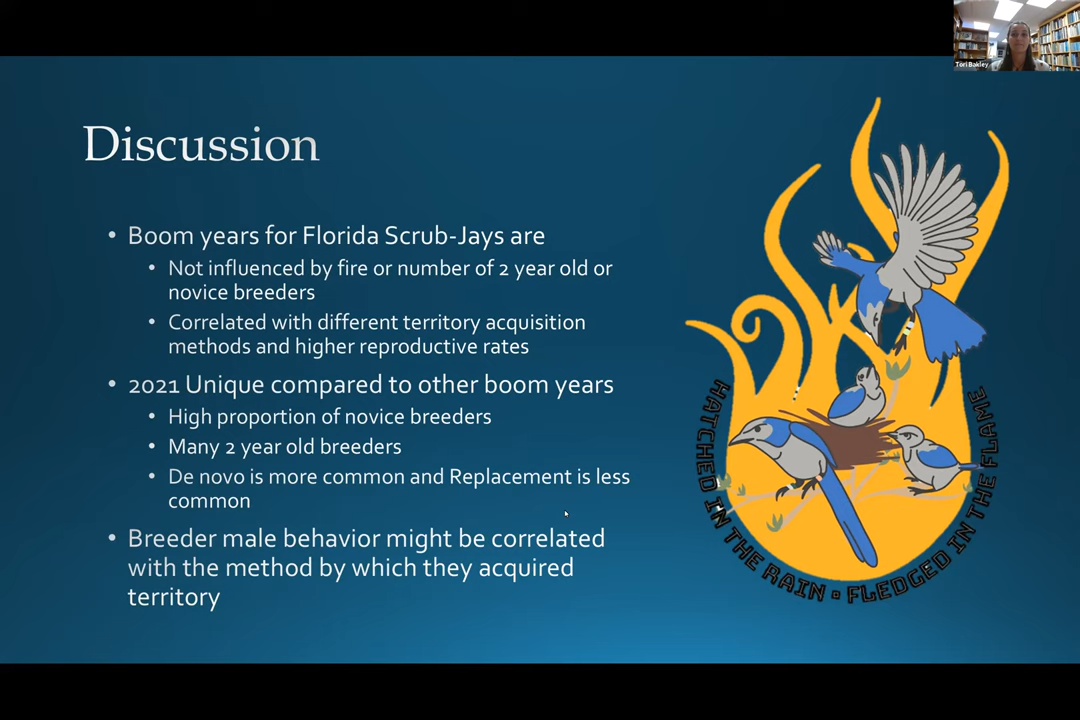 Tori Bakley
Discussion
• Boom years for Florida Scrub-Jays are
• Not influenced by fire or number of 2 year old or
novice breeders
• Correlated with different territory acquisition
methods and higher reproductive rates
• 2021 Unique compared to other boom years
• High proportion of novice breeders
• Many 2 year old breeders
• De novo is more common and Replacement is less
common
• Breeder male behavior might be correlated
with the method by which they acquired
territory
HATCHED IN THE RAIN ▪ FLEDGED IN THE FLAME